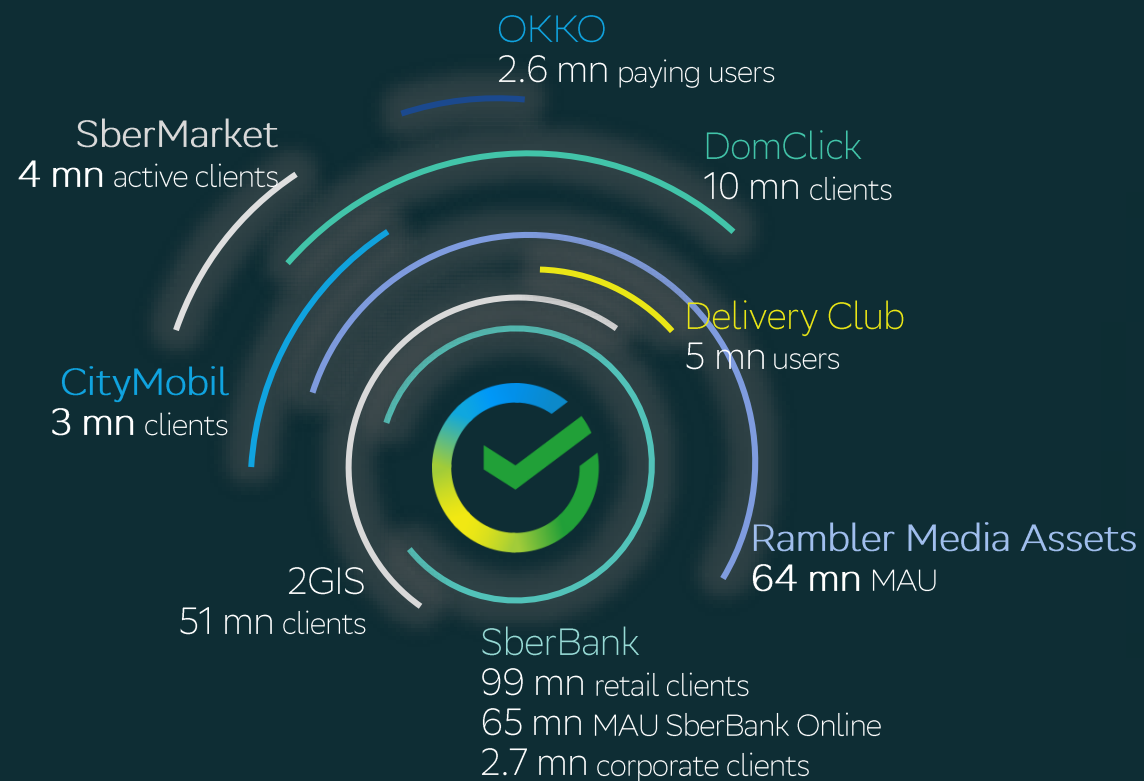 OKKO
2.6 mn paying users
SberMarket
4 mn active clients
DomClick
10 mn clients
Delivery Club
5 mn users
CityMobil
3 mn clients
Rambler Media Assets
64 mn MAU
2GIS
51 mn clients
SberBank
99 mn retail clients
65 mn MAU SberBank Online
2.7 mn corporate clients